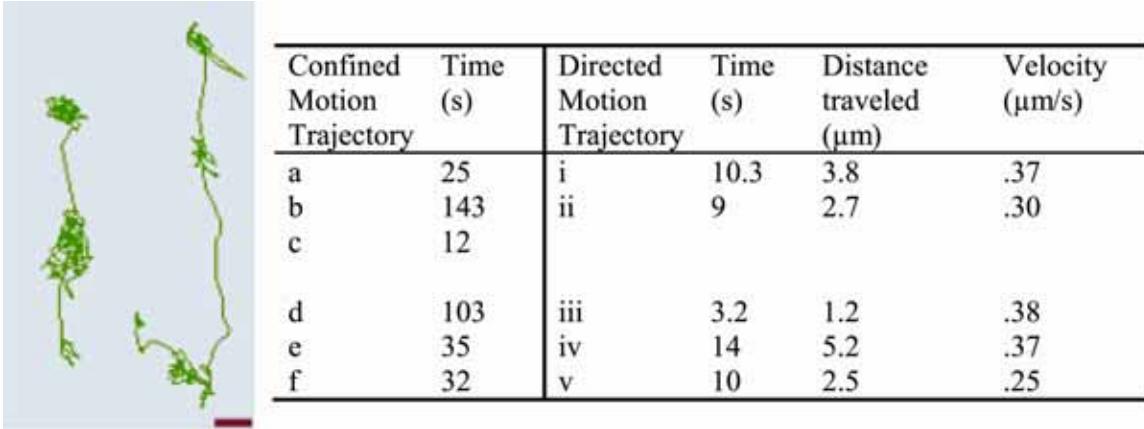 Confined Time Directed Time Distance Velocity
Motion (s) Motion (s) traveled (μm/s)
Trajectory Trajectory (μm)
a 25 i 10.3 3.8 .37
b 143 ii 9 2.7 .30
c 12
d 103 iii 3.2 1.2 .38
e 35 iv 14 5.2 .37
f 32 v 10 2.5 .25